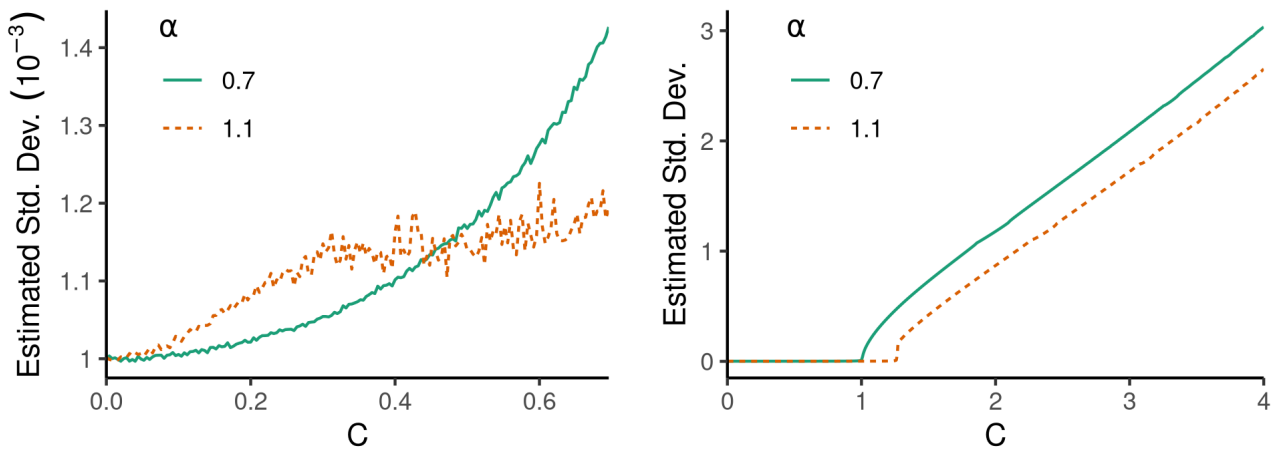 Estimated Std. Dev. (10⁻³)
1.4
1.3
1.2
1.1
1
α
0.7
1.1
0.0 0.2 0.4 0.6
C
Estimated Std. Dev.
3
2
1
0
α
0.7
1.1
0 1 2 3 4
C